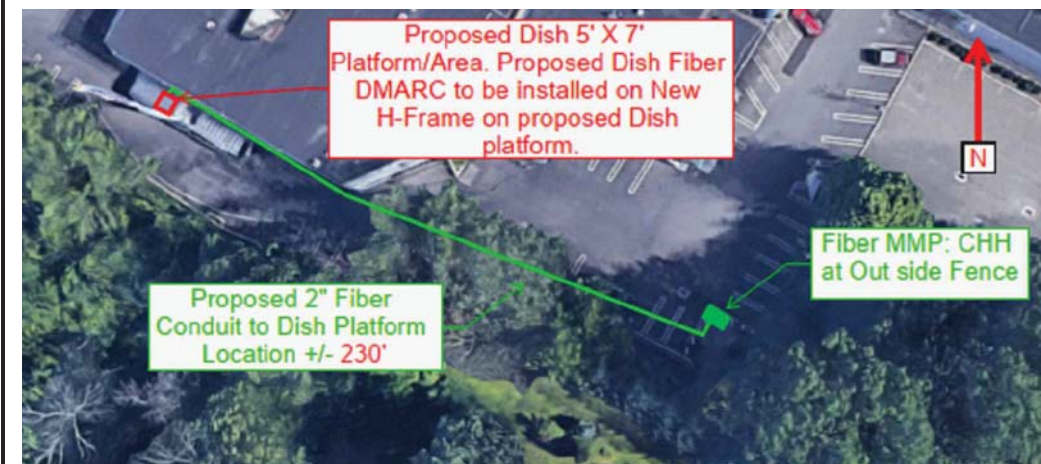 Proposed Dish 5' X 7'
Platform/Area. Proposed Dish Fiber
DMARC to be installed on New
H-Frame on proposed Dish
platform.
N
Fiber MMP: CHH
at Out side Fence
Proposed 2" Fiber
Conduit to Dish Platform
Location +/- 230'